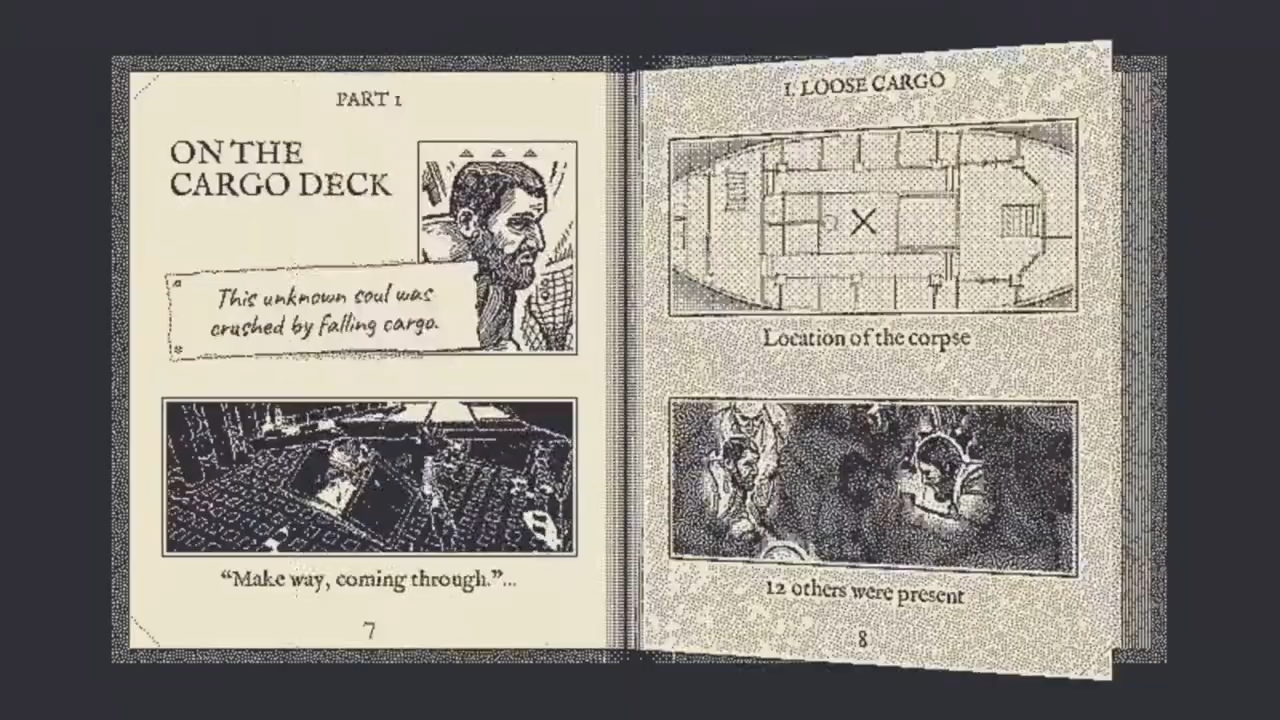 PART 1
ON THE
CARGO DECK
This unknown soul was
crushed by falling cargo.
“Make way, coming through.”...
7
I. LOOSE CARGO
Location of the corpse
12 others were present
8